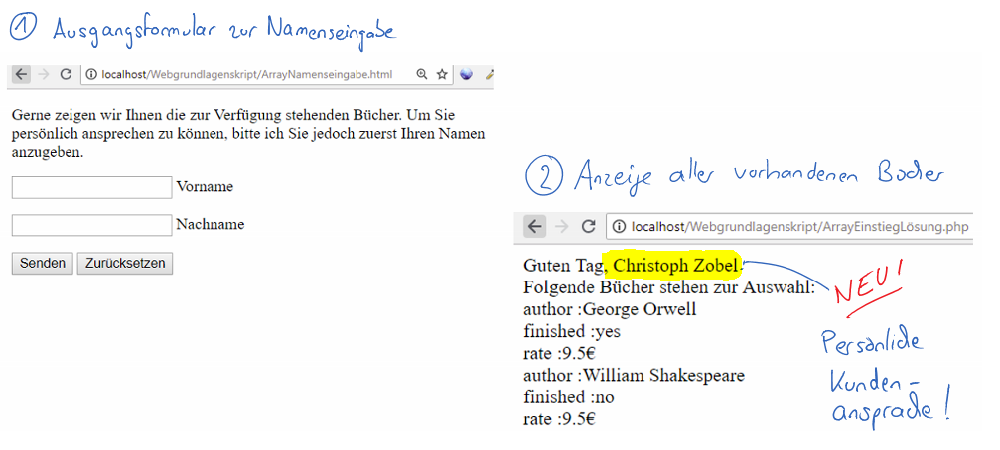 1 Ausgangsformular zur Namenseingabe
localhost/Webgrundlagenskript/ArrayNamenseingabe.html
Gerne zeigen wir Ihnen die zur Verfügung stehenden Bücher. Um Sie
persönlich ansprechen zu können, bitte ich Sie jedoch zuerst Ihren Namen
anzugeben.
Vorname
Nachname
Senden Zurücksetzen
2 Anzeige aller vorhandenen Bücher
localhost/Webgrundlagenskript/ArrayEinstiegLösung.php
Guten Tag, Christoph Zobel.
Folgende Bücher stehen zur Auswahl:
author :George Orwell
finished :yes
rate :9.5€
author :William Shakespeare
finished :no
rate :9.5€
NEU!
Persönliche
Kunden-
ansprache!